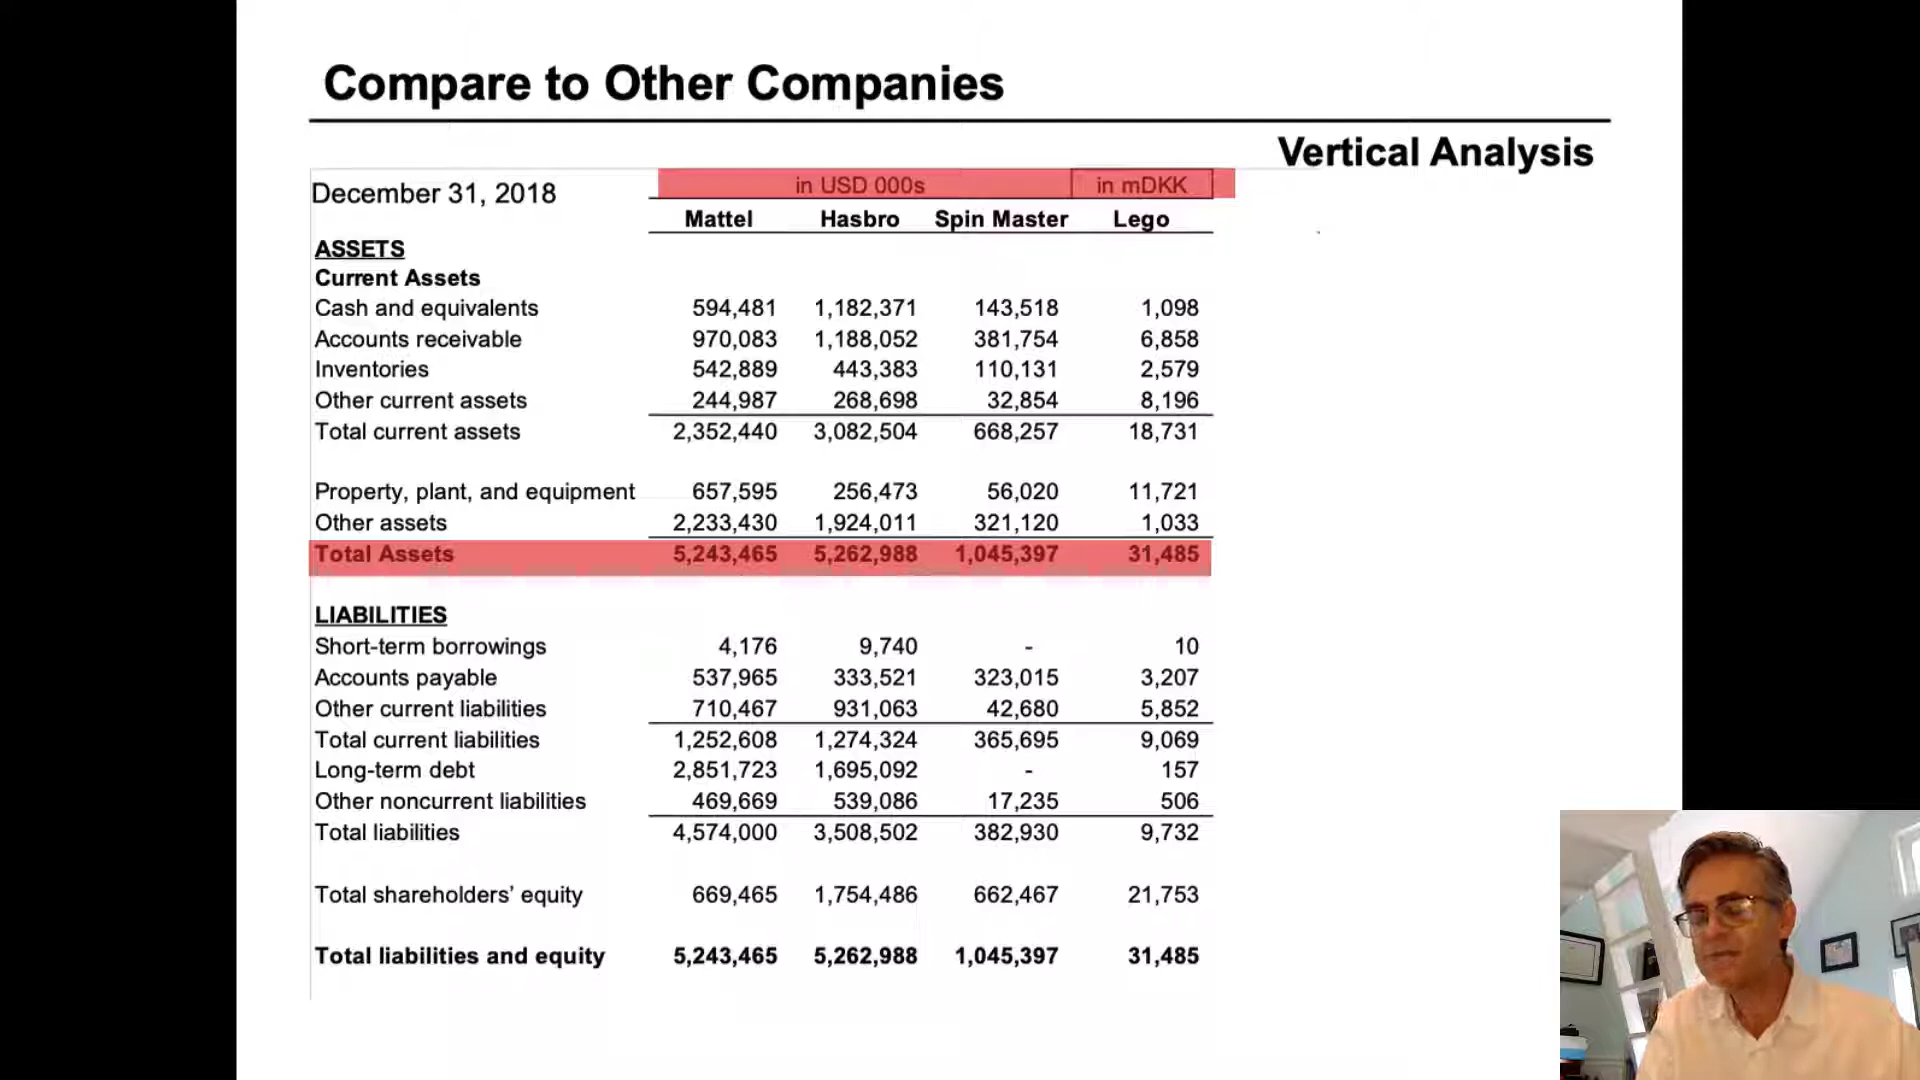 Compare to Other Companies
Vertical Analysis
December 31, 2018 in USD 000s in mDKK
Mattel Hasbro Spin Master Lego
ASSETS
Current Assets
Cash and equivalents 594,481 1,182,371 143,518 1,098
Accounts receivable 970,083 1,188,052 381,754 6,858
Inventories 542,889 443,383 110,131 2,579
Other current assets 244,987 268,698 32,854 8,196
Total current assets 2,352,440 3,082,504 668,257 18,731
Property, plant, and equipment 657,595 256,473 56,020 11,721
Other assets 2,233,430 1,924,011 321,120 1,033
Total Assets 5,243,465 5,262,988 1,045,397 31,485
LIABILITIES
Short-term borrowings 4,176 9,740 - 10
Accounts payable 537,965 333,521 323,015 3,207
Other current liabilities 710,467 931,063 42,680 5,852
Total current liabilities 1,252,608 1,274,324 365,695 9,069
Long-term debt 2,851,723 1,695,092 - 157
Other noncurrent liabilities 469,669 539,086 17,235 506
Total liabilities 4,574,000 3,508,502 382,930 9,732
Total shareholders’ equity 669,465 1,754,486 662,467 21,753
Total liabilities and equity 5,243,465 5,262,988 1,045,397 31,485